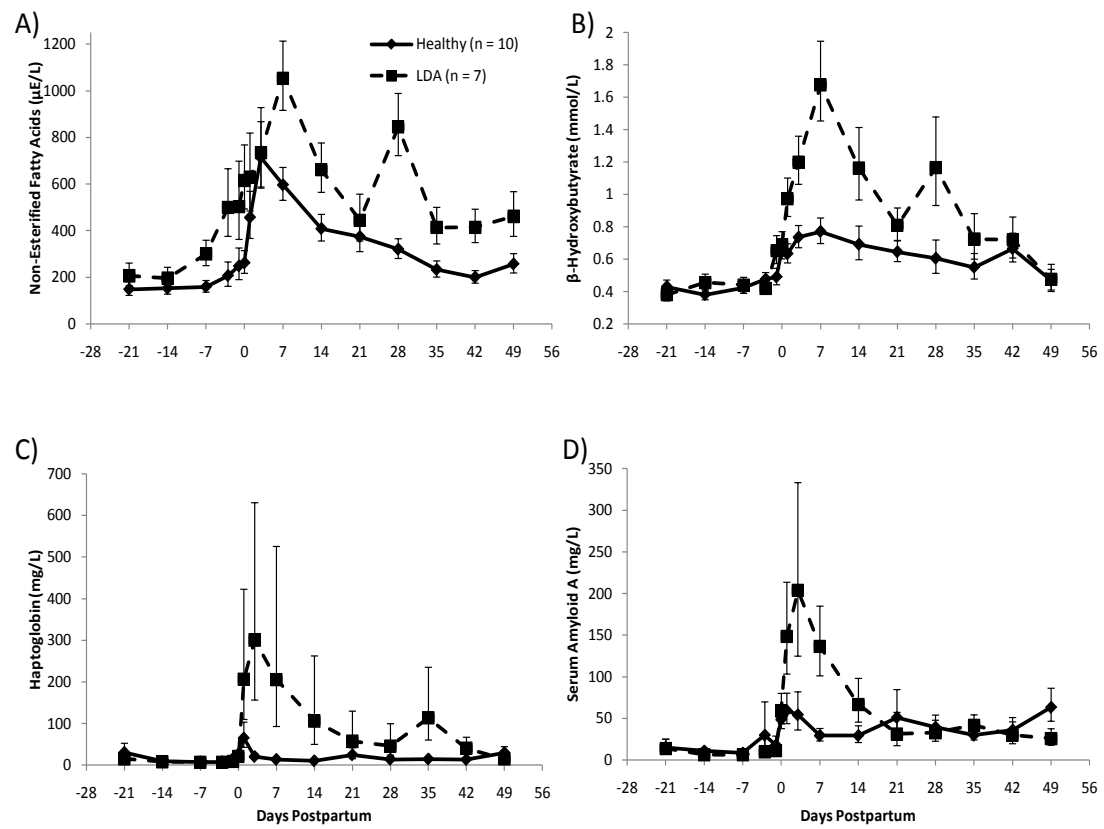 A)
Non-Esterified Fatty Acids (µE/L)
1200
1000
800
600
400
200
0
-28 -21 -14 -7 0 7 14 21 28 35 42 49 56
Healthy (n = 10)
LDA (n = 7)
B)
β-Hydroxybutyrate (mmol/L)
2
1.8
1.6
1.4
1.2
1
0.8
0.6
0.4
0.2
-28 -21 -14 -7 0 7 14 21 28 35 42 49 56
C)
Haptoglobin (mg/L)
700
600
500
400
300
200
100
0
-28 -21 -14 -7 0 7 14 21 28 35 42 49 56
Days Postpartum
D)
Serum Amyloid A (mg/L)
350
300
250
200
150
100
50
0
-28 -21 -14 -7 0 7 14 21 28 35 42 49 56
Days Postpartum